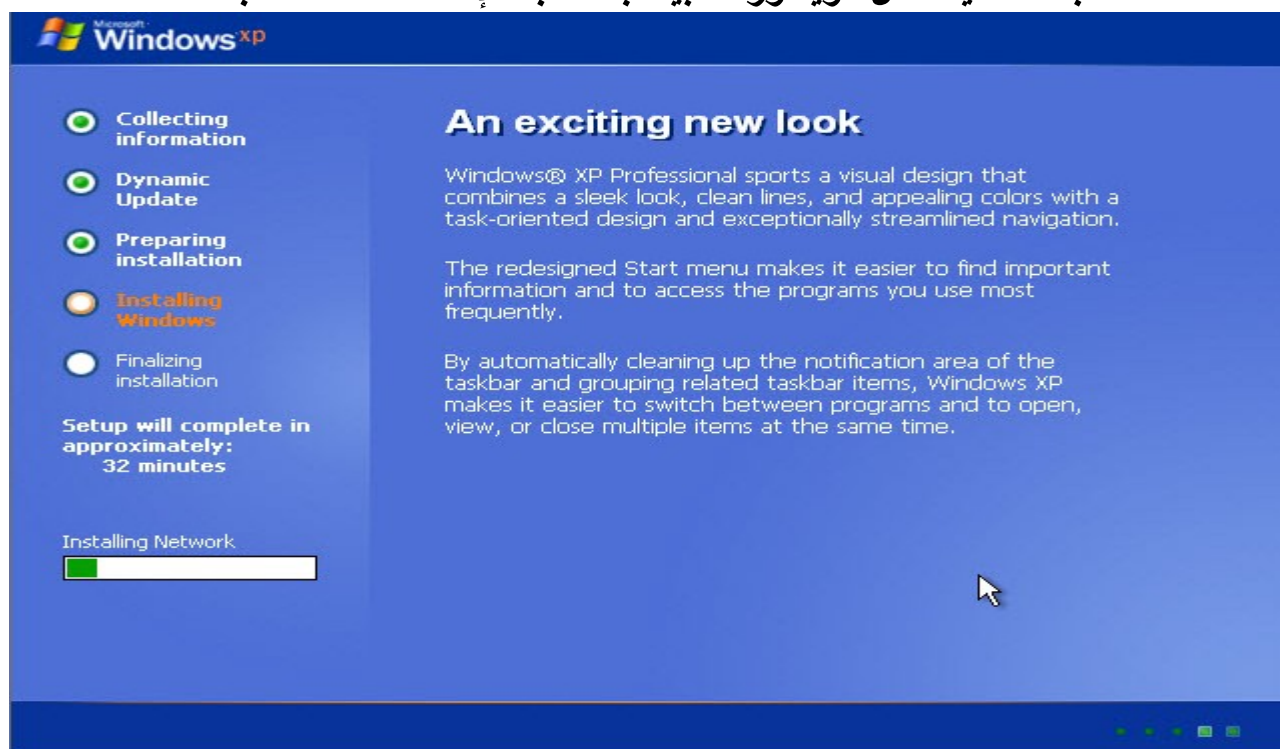 Microsoft
Windows xp
Collecting
information
Dynamic
Update
Preparing
installation
Installing
Windows
Finalizing
installation
Setup will complete in
approximately:
32 minutes
Installing Network
An exciting new look
Windows® XP Professional sports a visual design that
combines a sleek look, clean lines, and appealing colors with a
task-oriented design and exceptionally streamlined navigation.
The redesigned Start menu makes it easier to find important
information and to access the programs you use most
frequently.
By automatically cleaning up the notification area of the
taskbar and grouping related taskbar items, Windows XP
makes it easier to switch between programs and to open,
view, or close multiple items at the same time.